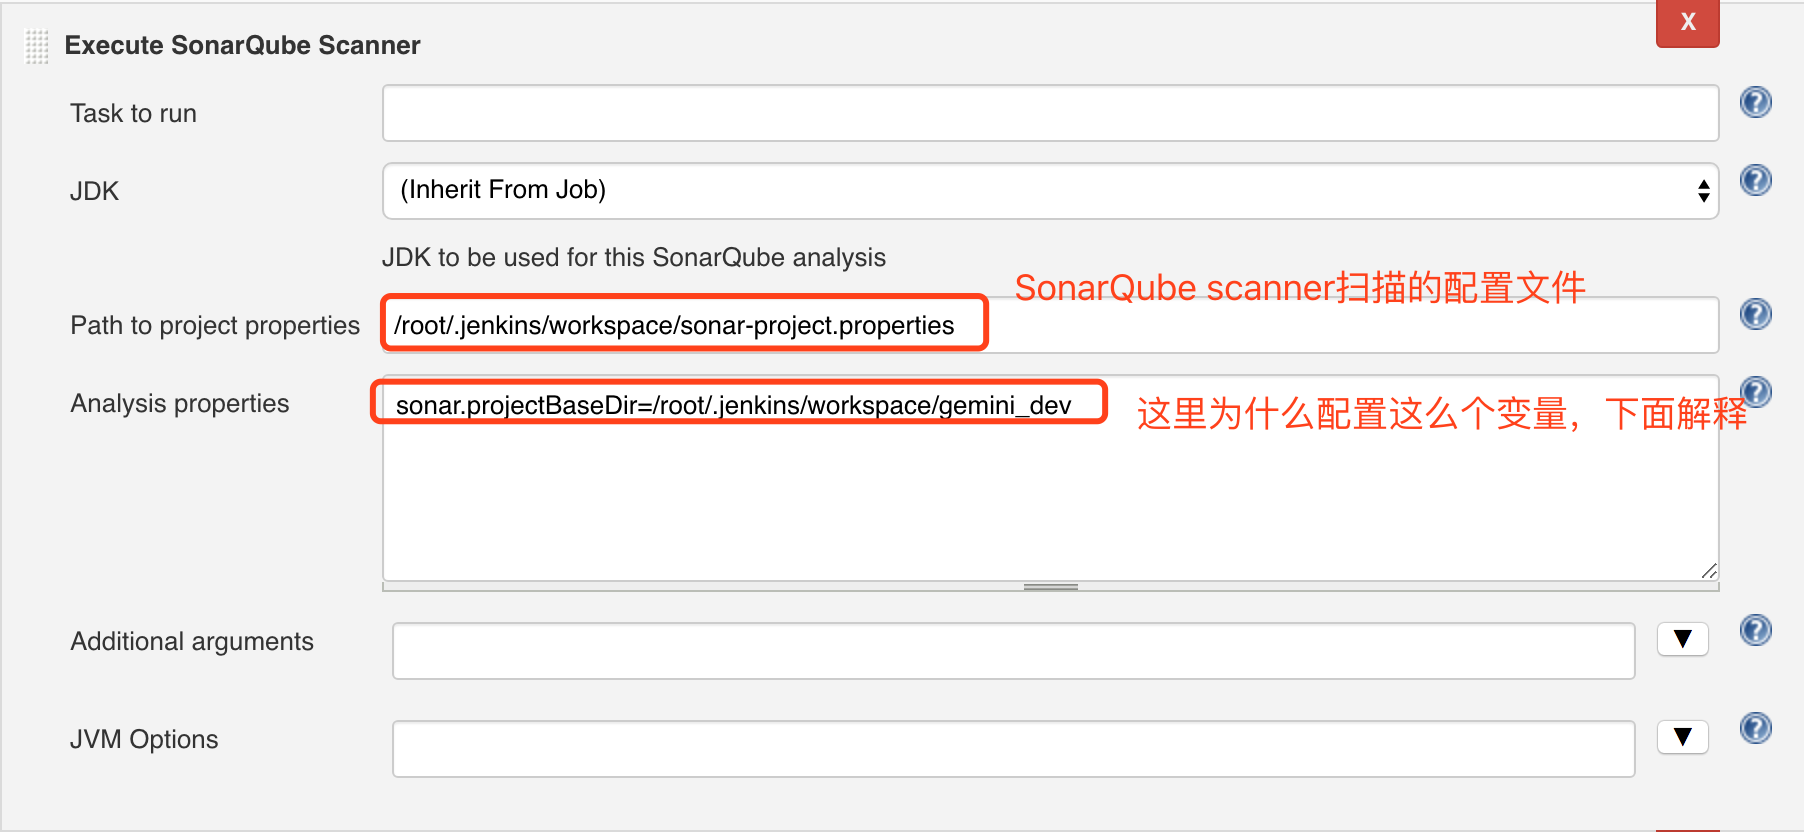 X
Execute SonarQube Scanner
Task to run
JDK
(Inherit From Job)
JDK to be used for this SonarQube analysis
SonarQube scanner扫描的配置文件
Path to project properties
/root/.jenkins/workspace/sonar-project.properties
Analysis properties
sonar.projectBaseDir=/root/.jenkins/workspace/gemini_dev
这里为什么配置这么个变量，下面解释
Additional arguments
JVM Options